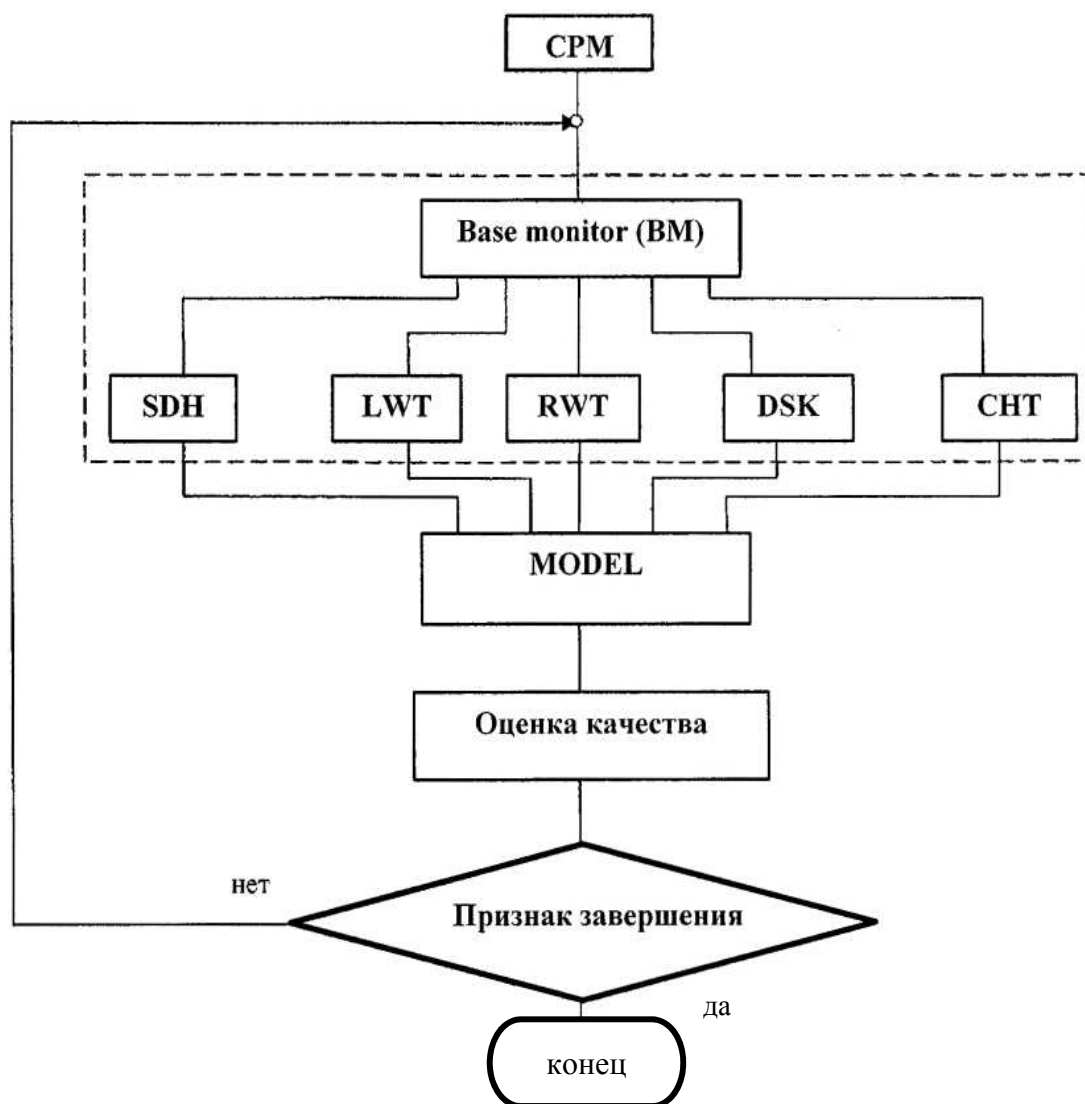 CPM
Base monitor (BM)
SDH
LWT
RWT
DSK
CHT
MODEL
Оценка качества
нет
Признак завершения
да
конец